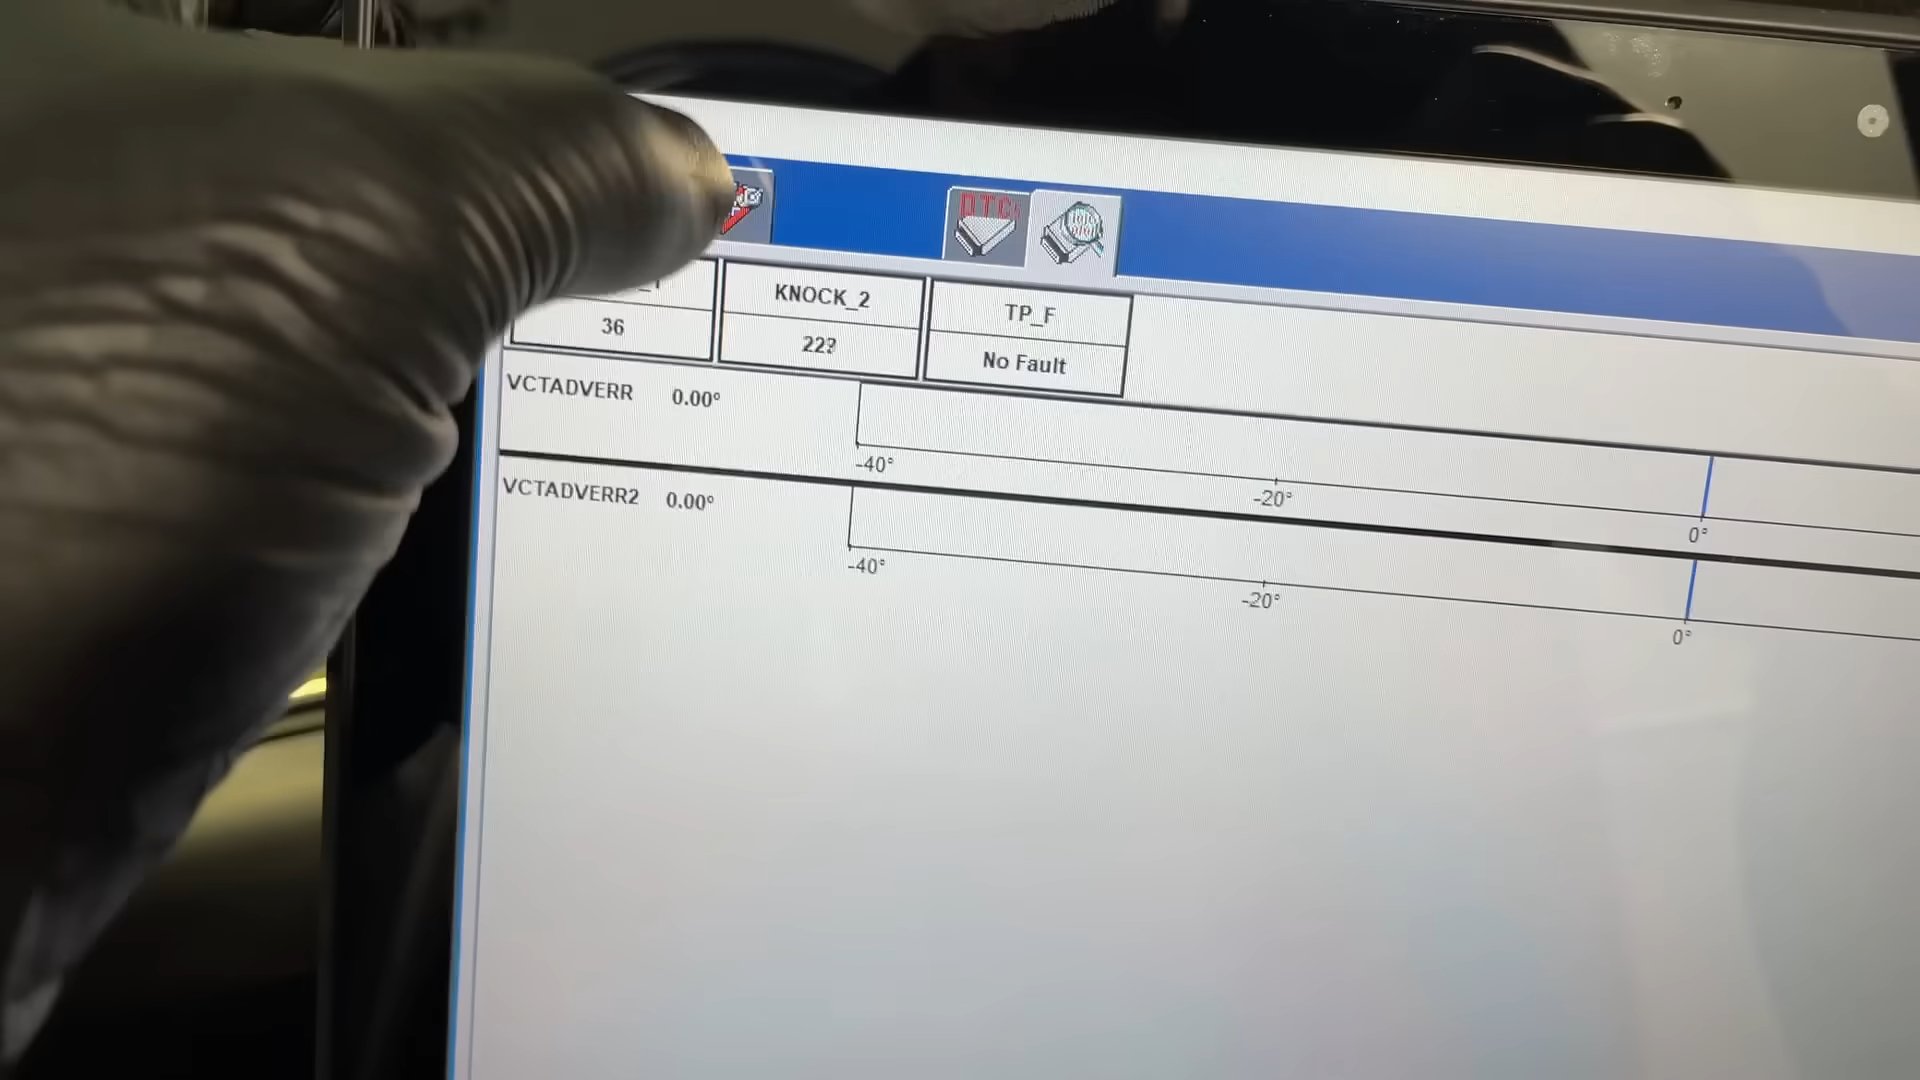 DTC
KNOCK_2
TP_F
36
No Fault
VCTADVERR 0.00°
-40°
-20°
0°
VCTADVERR2 0.00°
-40°
-20°
0°